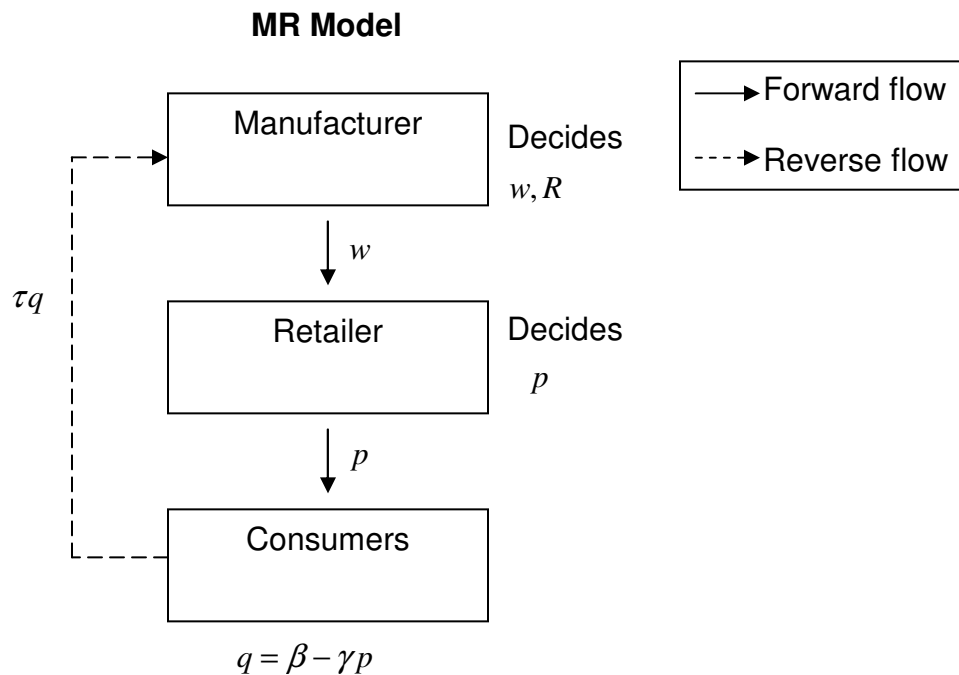 MR Model
Manufacturer
Decides
w, R
Forward flow
Reverse flow
w
τq
Retailer
Decides
p
p
Consumers
q = β − γp